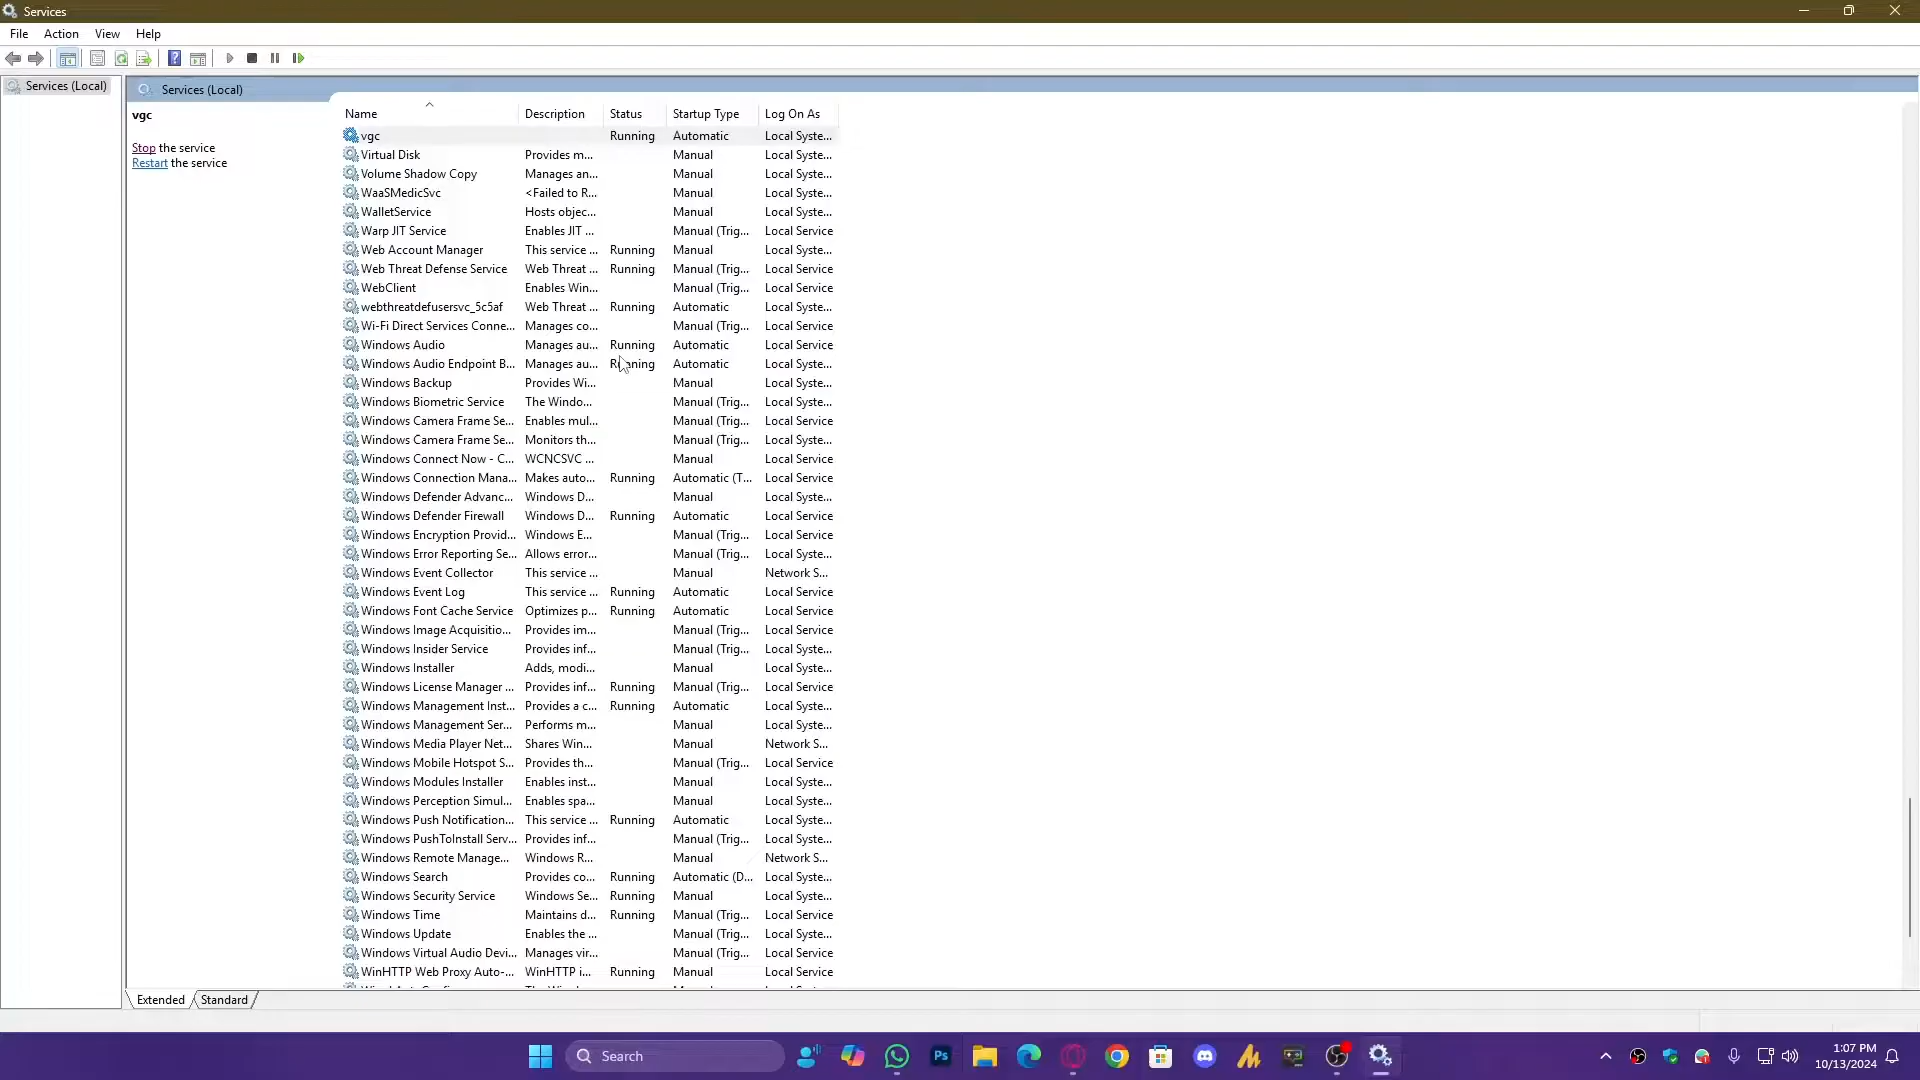 Services
File Action View Help
Services (Local)
Services (Local)
vgc
Stop the service
Restart the service
Name Description Status Startup Type Log On As
vgc Running Automatic Local Syste...
Virtual Disk Provides m... Manual Local Syste...
Volume Shadow Copy Manages an... Manual Local Syste...
WaaSMedicSvc <Failed to R... Manual Local Syste...
WalletService Hosts objec... Manual Local Syste...
Warp JIT Service Enables JIT ... Manual (Trig... Local Service
Web Account Manager This service ... Running Manual Local Syste...
Web Threat Defense Service Web Threat ... Running Manual (Trig... Local Service
WebClient Enables Win... Manual (Trig... Local Service
webthreatdefusersvc_5c5af Web Threat ... Running Automatic Local Syste...
Wi-Fi Direct Services Conne... Manages co... Manual (Trig... Local Service
Windows Audio Manages au... Running Automatic Local Service
Windows Audio Endpoint B... Manages au... Running Automatic Local Syste...
Windows Backup Provides Wi... Manual Local Syste...
Windows Biometric Service The Windo... Manual (Trig... Local Syste...
Windows Camera Frame Se... Enables mul... Manual (Trig... Local Service
Windows Camera Frame Se... Monitors th... Manual (Trig... Local Syste...
Windows Connect Now - C... WCNCSVC ... Manual Local Service
Windows Connection Mana... Makes auto... Running Automatic (T... Local Service
Windows Defender Advanc... Windows D... Manual Local Syste...
Windows Defender Firewall Windows D... Running Automatic Local Service
Windows Encryption Provid... Windows E... Manual (Trig... Local Service
Windows Error Reporting Se... Allows error... Manual (Trig... Local Syste...
Windows Event Collector This service ... Manual Network S...
Windows Event Log This service ... Running Automatic Local Service
Windows Font Cache Service Optimizes p... Running Automatic Local Service
Windows Image Acquisitio... Provides im... Manual (Trig... Local Service
Windows Insider Service Provides inf... Manual (Trig... Local Syste...
Windows Installer Adds, modi... Manual Local Syste...
Windows License Manager ... Provides inf... Running Manual (Trig... Local Service
Windows Management Inst... Provides a c... Running Automatic Local Syste...
Windows Management Ser... Performs m... Manual Local Syste...
Windows Media Player Net... Shares Win... Manual Network S...
Windows Mobile Hotspot S... Provides th... Manual (Trig... Local Service
Windows Modules Installer Enables inst... Manual Local Syste...
Windows Perception Simul... Enables spa... Manual Local Syste...
Windows Push Notification... This service ... Running Automatic Local Syste...
Windows PushToInstall Serv... Provides inf... Manual (Trig... Local Syste...
Windows Remote Manage... Windows R... Manual Network S...
Windows Search Provides co... Running Automatic (D... Local Syste...
Windows Security Service Windows Se... Running Manual Local Syste...
Windows Time Maintains d... Running Manual (Trig... Local Service
Windows Update Enables the ... Manual (Trig... Local Syste...
Windows Virtual Audio Devi... Manages vir... Manual (Trig... Local Service
WinHTTP Web Proxy Auto-... WinHTTP i... Running Manual Local Service
Extended Standard
Search
Ps
1:07 PM
10/13/2024